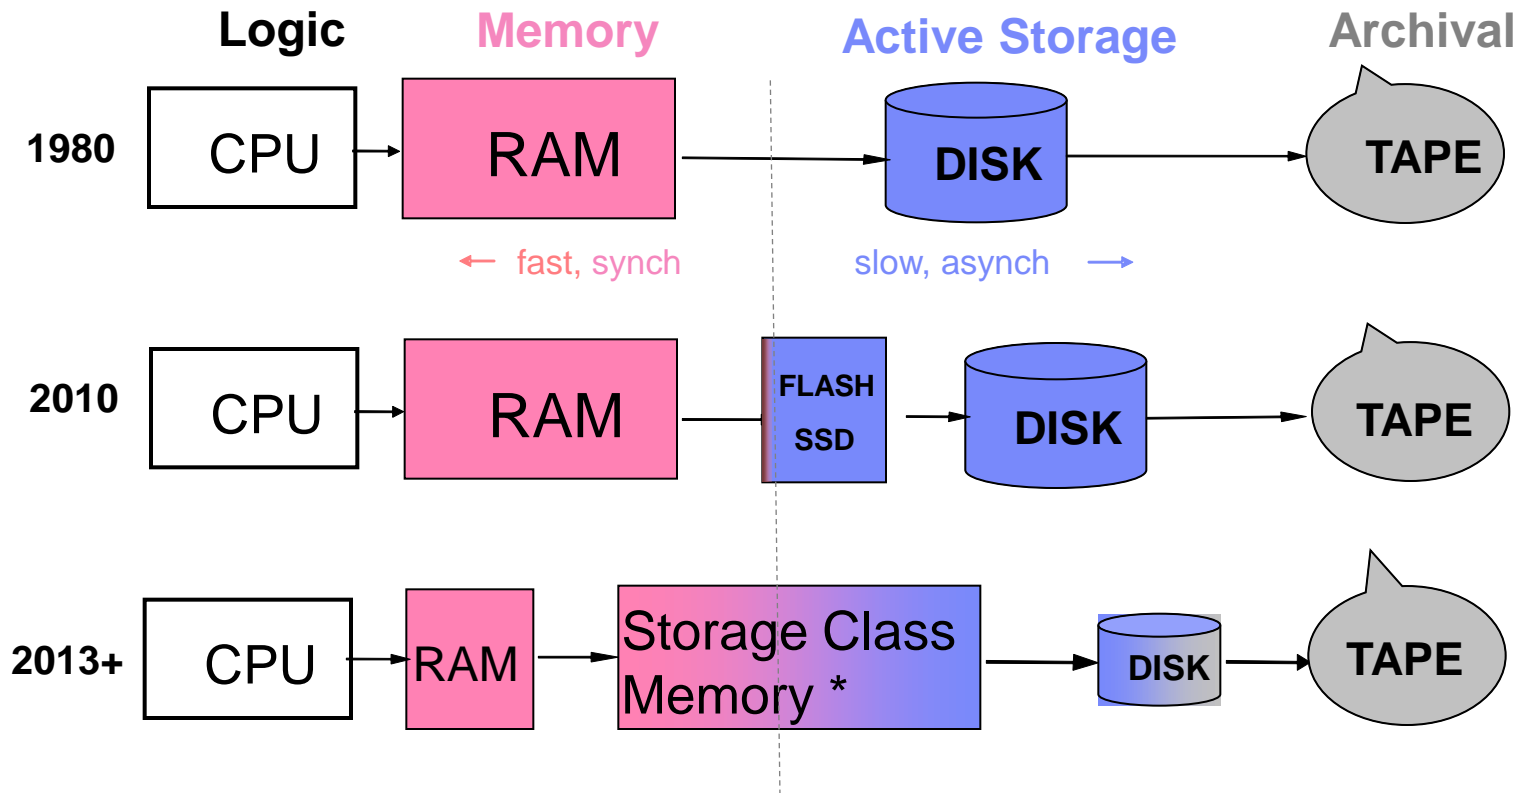 Logic Memory Active Storage Archival
1980 CPU RAM DISK TAPE
fast, synch slow, asynch
2010 CPU RAM FLASH SSD DISK TAPE
2013+ CPU RAM Storage Class
Memory * DISK TAPE